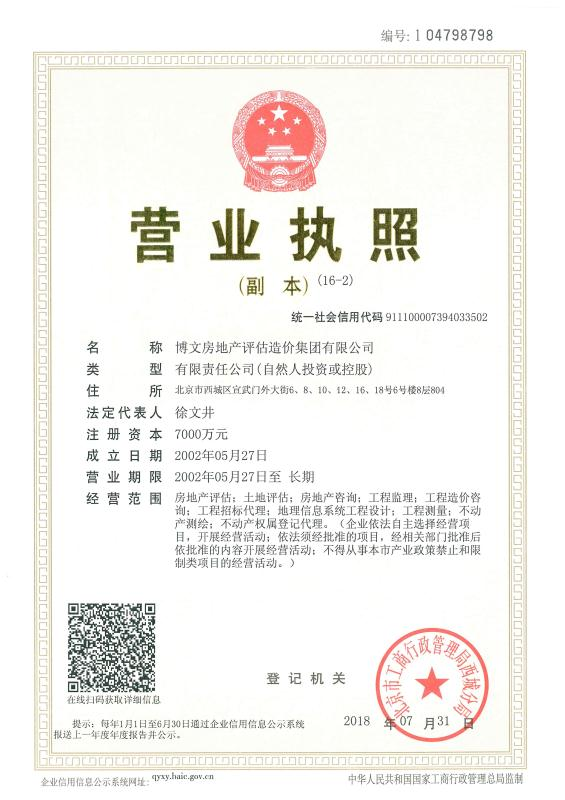 编号: 1 04798798
营业执照
(副 本) (16-2)
统一社会信用代码 911100007394033502
名 称 博文房地产评估造价集团有限公司
类 型 有限责任公司(自然人投资或控股)
住 所 北京市西城区宣武门外大街6、8、10、12、16、18号6号楼8层804
法定代表人 徐文井
注册资本 7000万元
成立日期 2002年05月27日
营业期限 2002年05月27日至 长期
经营范围 房地产评估；土地评估；房地产咨询；工程监理；工程造价咨
询；工程招标代理；地理信息系统工程设计；工程测量；不动
产测绘；不动产权属登记代理。（企业依法自主选择经营项
目，开展经营活动；依法须经批准的项目，经相关部门批准后
依批准的内容开展经营活动；不得从事本市产业政策禁止和限
制类项目的经营活动。）
在线扫码获取详细信息
登记机关
北京市工商行政管理局西城分局
2018 年 07 月 31 日
提示：每年1月1日至6月30日通过企业信用信息公示系统
报送上一年度年度报告并公示。
企业信用信息公示系统网址： qyxy.baic.gov.cn
中华人民共和国国家工商行政管理总局监制